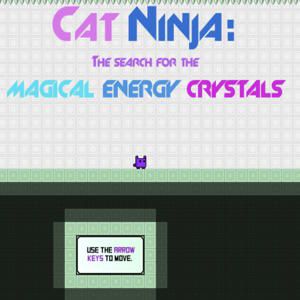 Cat Ninja:
The search for the
magical energy crystals
USE THE ARROW
KEYS TO MOVE.